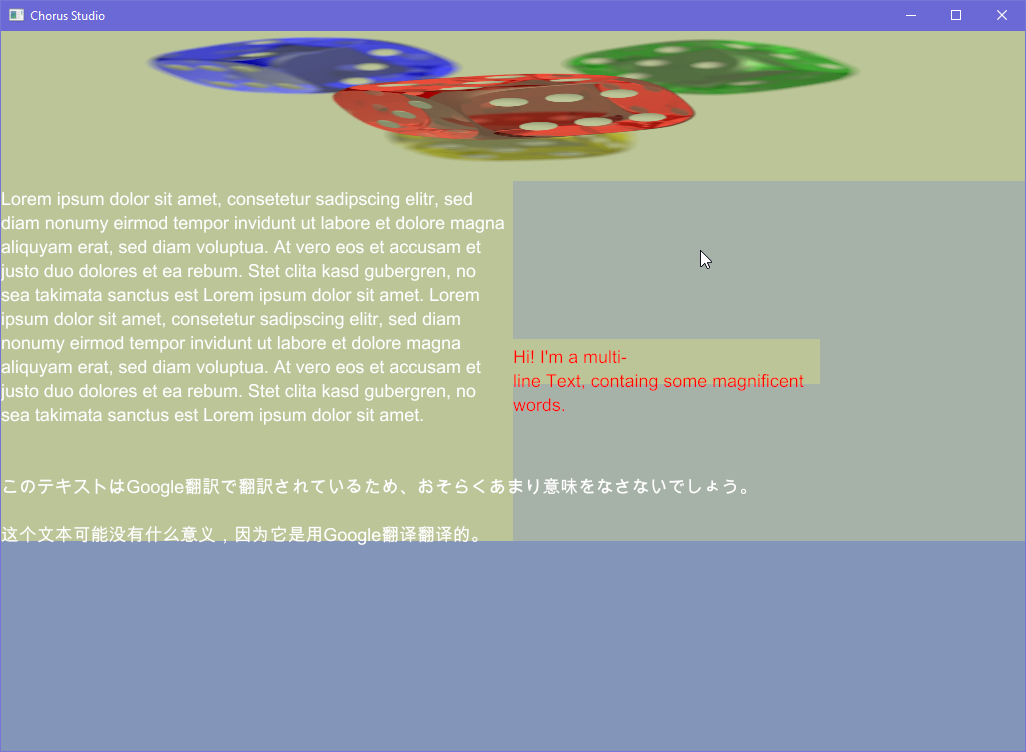 Chorus Studio
Lorem ipsum dolor sit amet, consetetur sadipscing elitr, sed
diam nonumy eirmod tempor invidunt ut labore et dolore magna
aliquyam erat, sed diam voluptua. At vero eos et accusam et
justo duo dolores et ea rebum. Stet clita kasd gubergren, no
sea takimata sanctus est Lorem ipsum dolor sit amet. Lorem
ipsum dolor sit amet, consetetur sadipscing elitr, sed diam
nonumy eirmod tempor invidunt ut labore et dolore magna
aliquyam erat, sed diam voluptua. At vero eos et accusam et
justo duo dolores et ea rebum. Stet clita kasd gubergren, no
sea takimata sanctus est Lorem ipsum dolor sit amet.
Hi! I'm a multi-
line Text, containg some magnificent
words.
このテキストはGoogle翻訳で翻訳されているため、おそらくあまり意味をなさないでしょう。
这个文本可能没有什么意义，因为它是用Google翻译翻译的。